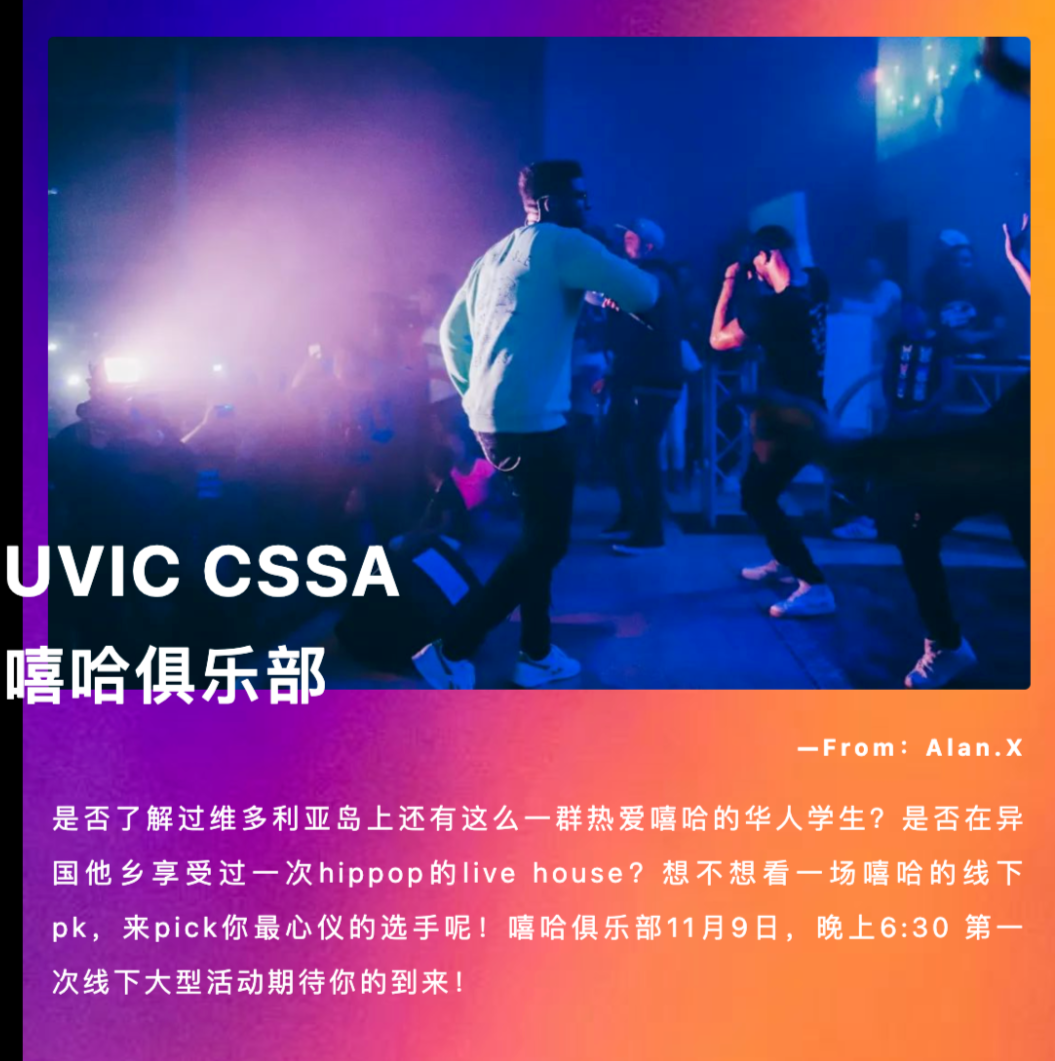 UVIC CSSA
嘻哈俱乐部
—From：Alan.X
是否了解过维多利亚岛上还有这么一群热爱嘻哈的华人学生？是否在异
国他乡享受过一次hippop的live house？想不想看一场嘻哈的线下
pk，来pick你最心仪的选手呢！嘻哈俱乐部11月9日，晚上6:30 第一
次线下大型活动期待你的到来！